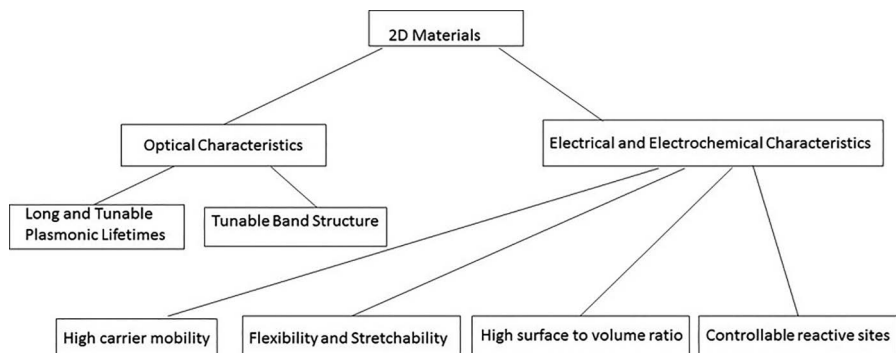 2D Materials
Optical Characteristics
Electrical and Electrochemical Characteristics
Long and Tunable
Plasmonic Lifetimes
Tunable Band Structure
High carrier mobility
Flexibility and Stretchability
High surface to volume ratio
Controllable reactive sites